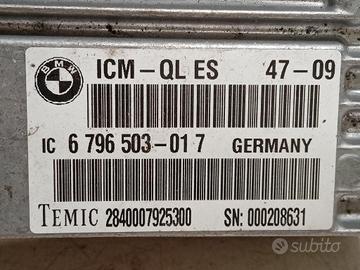 BMW ICM-QL ES 47-09
IC 6 796 503-01 7 GERMANY
TEMIC 2840007925300 SN: 000208631
subito